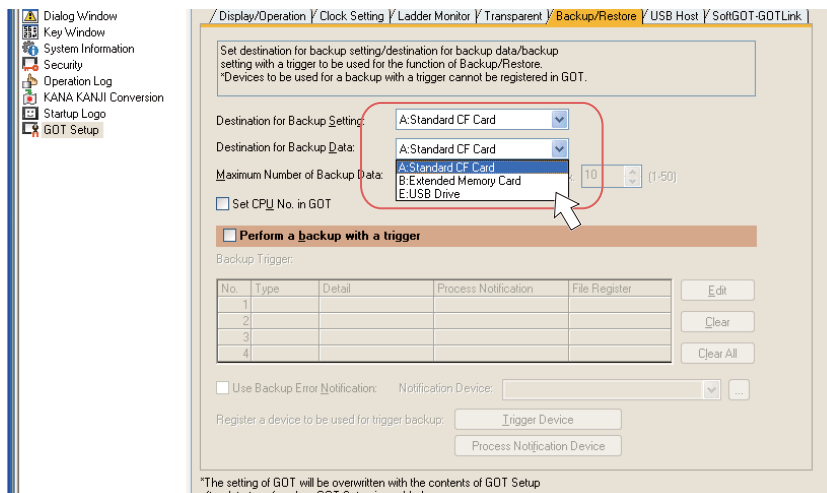 Dialog Window
Key Window
System Information
Security
Operation Log
KANA KANJI Conversion
Startup Logo
GOT Setup
Display/Operation Clock Setting Ladder Monitor Transparent Backup/Restore USB Host SoftGOT-GOTLink
Set destination for backup setting/destination for backup data/backup
setting with a trigger to be used for the function of Backup/Restore.
*Devices to be used for a backup with a trigger cannot be registered in GOT.
Destination for Backup Setting: A:Standard CF Card
Destination for Backup Data: A:Standard CF Card
A:Standard CF Card
B:Extended Memory Card
E:USB Drive
Maximum Number of Backup Data: 10 (1-50)
Set CPU No. in GOT
Perform a backup with a trigger
Backup Trigger:
No. Type Detail Process Notification File Register
1
2
3
4
Edit
Clear
Clear All
Use Backup Error Notification: Notification Device: ...
Register a device to be used for trigger backup: Trigger Device
Process Notification Device
*The setting of GOT will be overwritten with the contents of GOT Setup